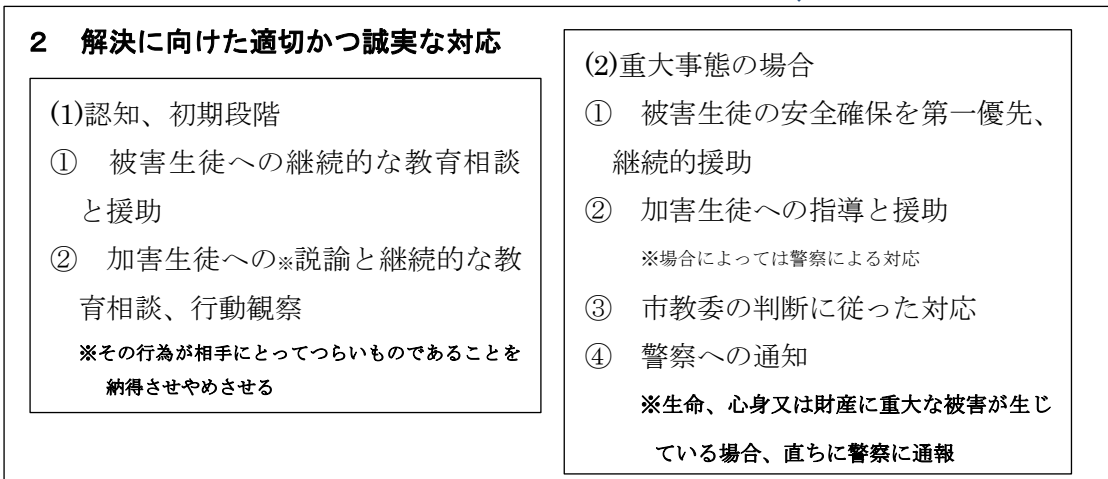 ２　解決に向けた適切かつ誠実な対応
(1)認知、初期段階
①　被害生徒への継続的な教育相談
と援助
②　加害生徒への※説諭と継続的な教
育相談、行動観察
※その行為が相手にとってつらいものであることを
納得させやめさせる
(2)重大事態の場合
①　被害生徒の安全確保を第一優先、
継続的援助
②　加害生徒への指導と援助
※場合によっては警察による対応
③　市教委の判断に従った対応
④　警察への通知
※生命、心身又は財産に重大な被害が生じ
ている場合、直ちに警察に通報